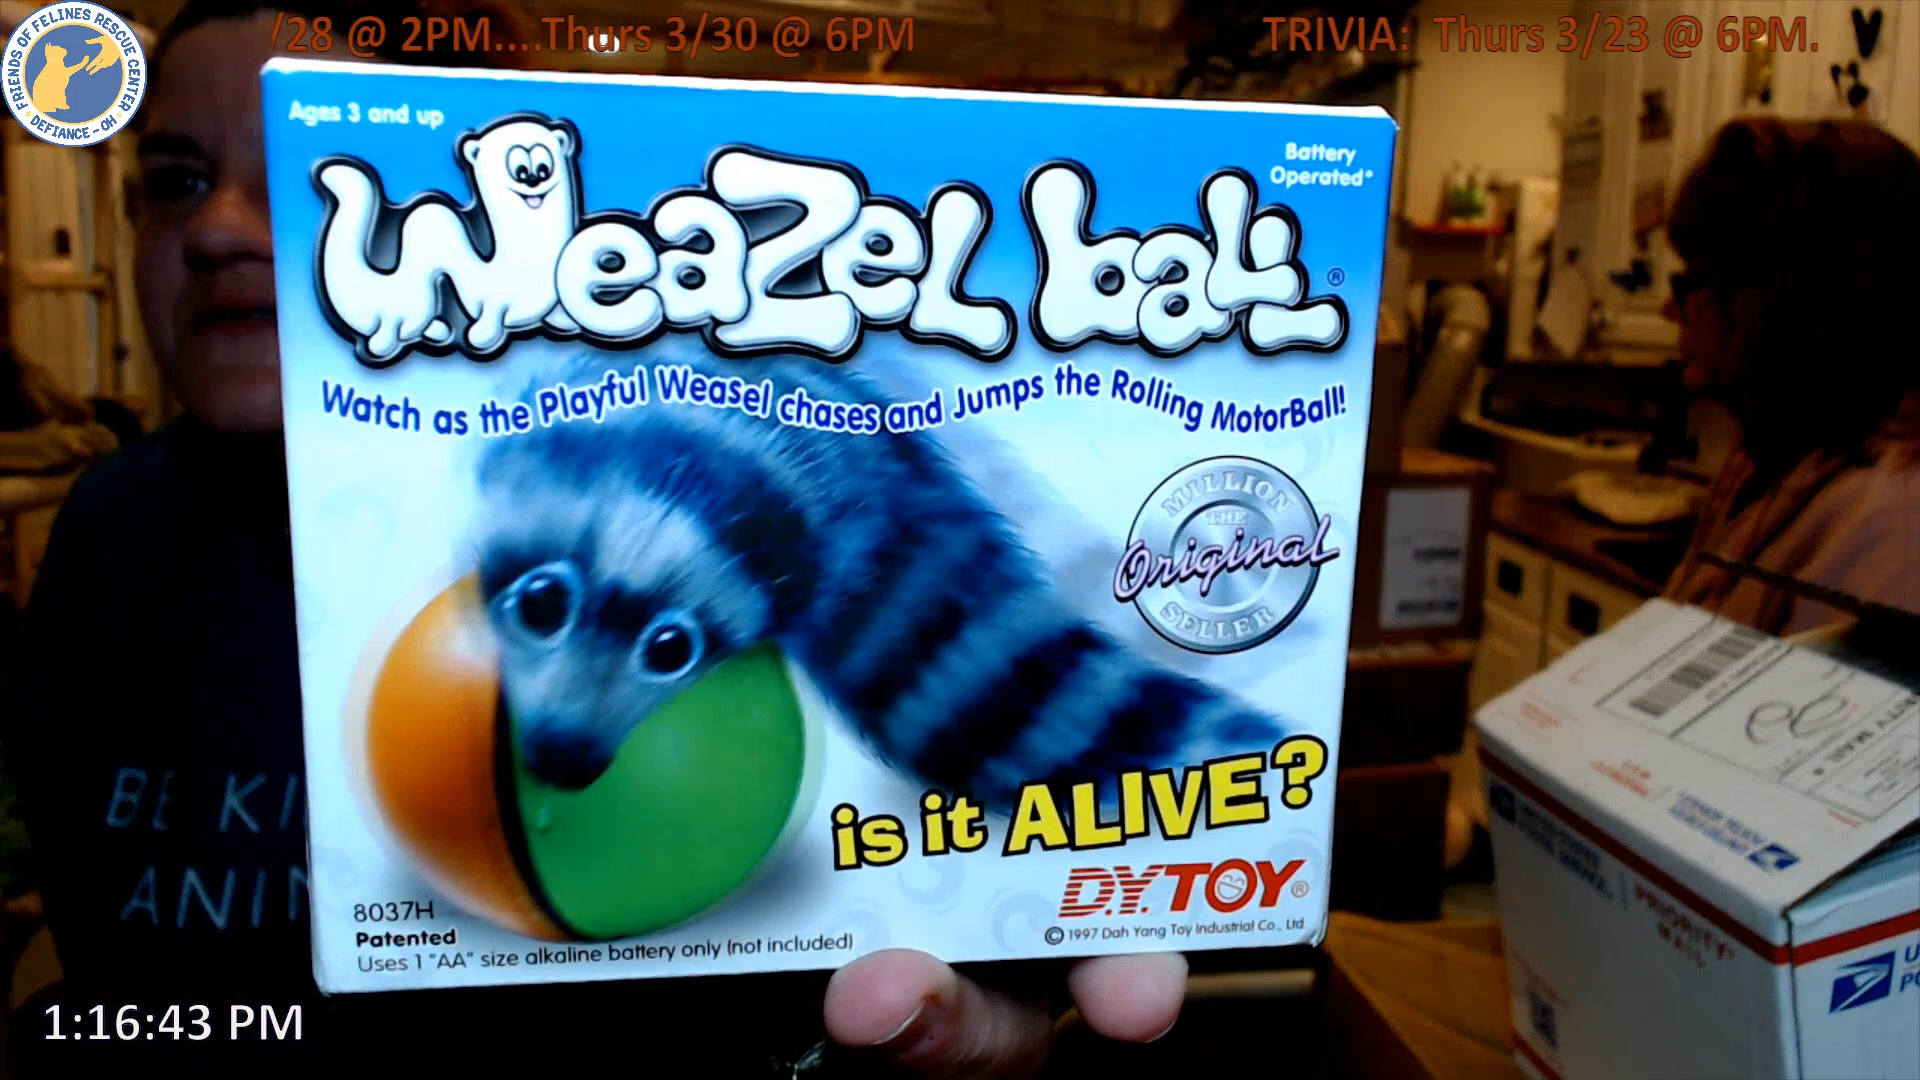 /28 @ 2PM....Thurs 3/30 @ 6PM
TRIVIA: Thurs 3/23 @ 6PM.
FRIENDS OF FELINES RESCUE CENTER
DEFIANCE - OH
Ages 3 and up
Battery
Operated*
Weazel ball ®
Watch as the Playful Weasel chases and Jumps the Rolling MotorBall!
MILLION
THE
Original
SELLER
is it ALIVE?
D.Y.TOY®
© 1997 Dah Yang Toy Industrial Co., Ltd.
8037H
Patented
Uses 1 "AA" size alkaline battery only (not included)
BE KI
ANI
PRIORITY
MAIL
1:16:43 PM